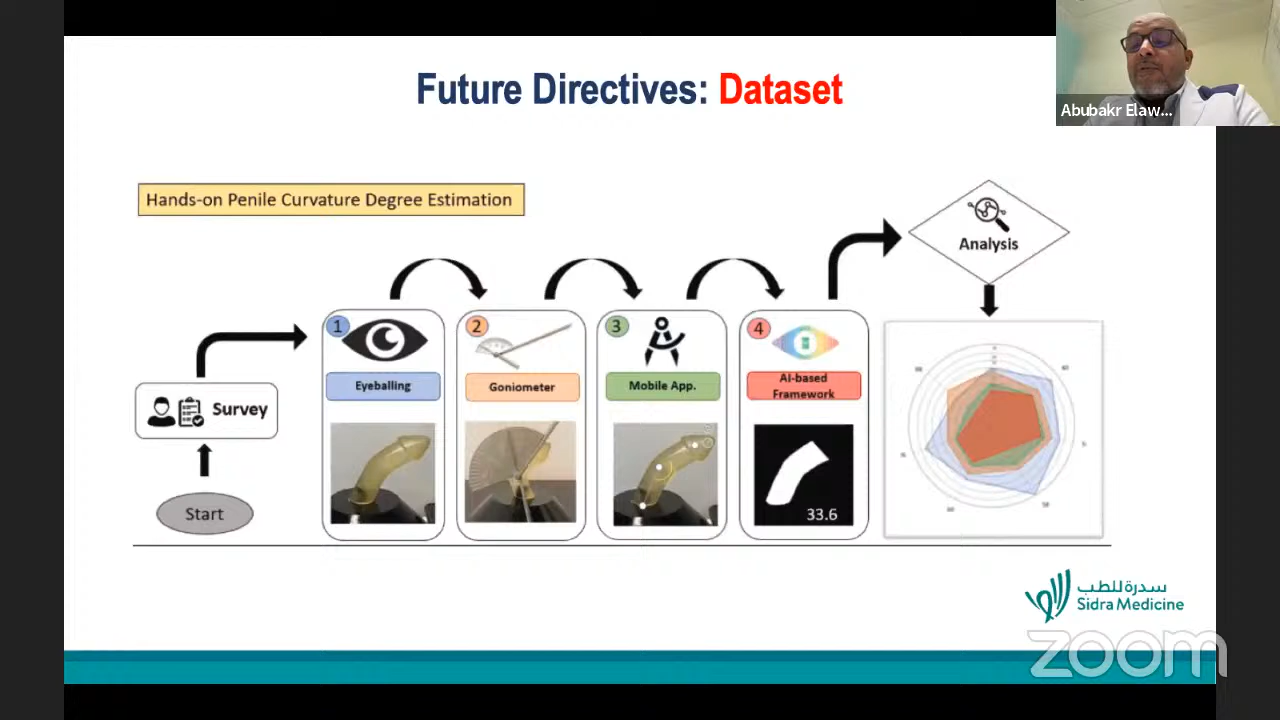 Future Directives: Dataset
Abubakr Elaw...
Hands-on Penile Curvature Degree Estimation
Analysis
1
2
3
4
Eyeballing
Goniometer
Mobile App.
AI-based
Framework
Survey
Start
33.6
سدرة للطب
Sidra Medicine
zoom